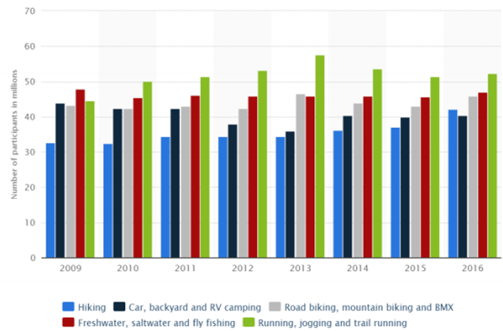 70
60
50
40
30
20
10
0
Number of participants in millions
2009 2010 2011 2012 2013 2014 2015 2016
Hiking Car, backyard and RV camping Road biking, mountain biking and BMX
Freshwater, saltwater and fly fishing Running, jogging and trail running